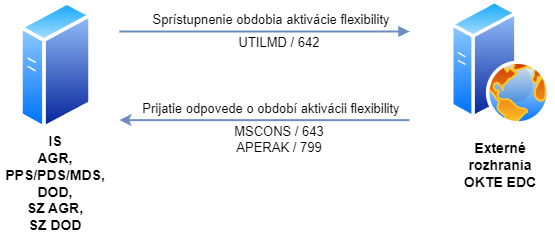 Sprístupnenie obdobia aktivácie flexibility
UTILMD / 642
Prijatie odpovede o období aktivácii flexibility
MSCONS / 643
APERAK / 799
IS
AGR,
PPS/PDS/MDS,
DOD,
SZ AGR,
SZ DOD
Externé
rozhrania
OKTE EDC